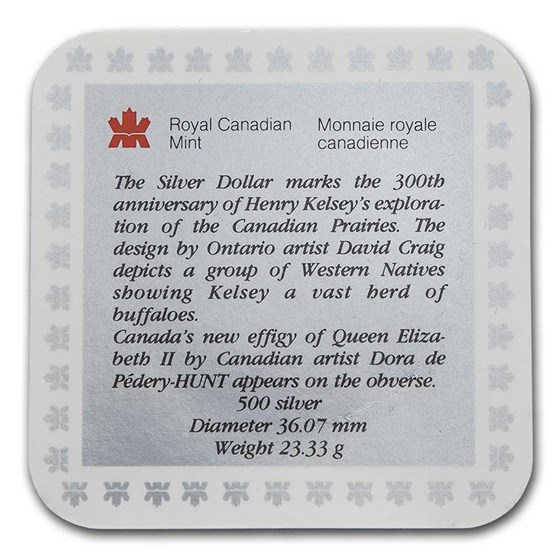 Royal Canadian Mint
Monnaie royale canadienne
The Silver Dollar marks the 300th
anniversary of Henry Kelsey's explora-
tion of the Canadian Prairies. The
design by Ontario artist David Craig
depicts a group of Western Natives
showing Kelsey a vast herd of
buffaloes.
Canada's new effigy of Queen Eliza-
beth II by Canadian artist Dora de
Pédery-HUNT appears on the obverse.
500 silver
Diameter 36.07 mm
Weight 23.33 g